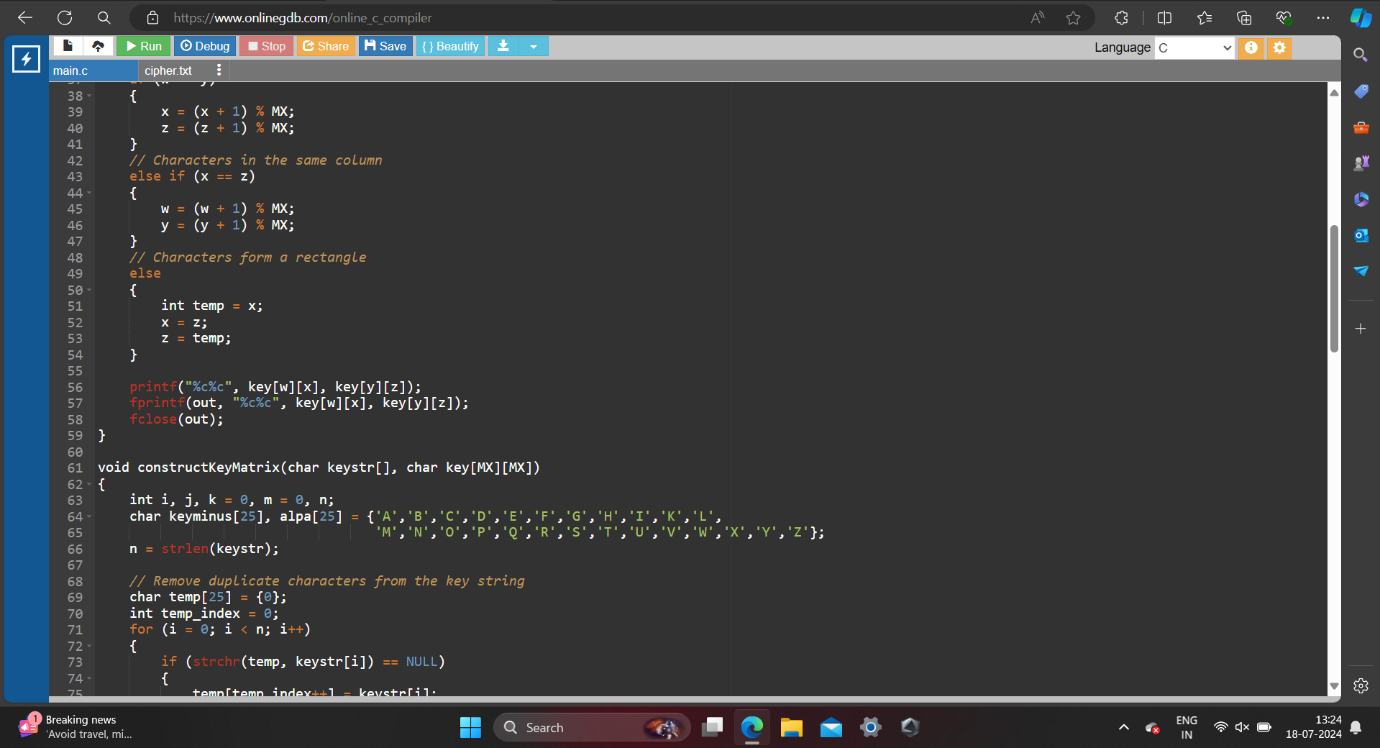 https://www.onlinegdb.com/online_c_compiler
Run Debug Stop Share Save { } Beautify
Language C
main.c cipher.txt
38 {
39 x = (x + 1) % MX;
40 z = (z + 1) % MX;
41 }
42 // Characters in the same column
43 else if (x == z)
44 {
45 w = (w + 1) % MX;
46 y = (y + 1) % MX;
47 }
48 // Characters form a rectangle
49 else
50 {
51 int temp = x;
52 x = z;
53 z = temp;
54 }
55
56 printf("%c%c", key[w][x], key[y][z]);
57 fprintf(out, "%c%c", key[w][x], key[y][z]);
58 fclose(out);
59 }
60
61 void constructKeyMatrix(char keystr[], char key[MX][MX])
62 {
63 int i, j, k = 0, m = 0, n;
64 char keyminus[25], alpa[25] = {'A','B','C','D','E','F','G','H','I','K','L',
65 'M','N','O','P','Q','R','S','T','U','V','W','X','Y','Z'};
66 n = strlen(keystr);
67
68 // Remove duplicate characters from the key string
69 char temp[25] = {0};
70 int temp_index = 0;
71 for (i = 0; i < n; i++)
72 {
73 if (strchr(temp, keystr[i]) == NULL)
74 {
75 temp[temp_index++] = keystr[i];
1 Breaking news
'Avoid travel, mi...
Search
ENG
IN
13:24
18-07-2024